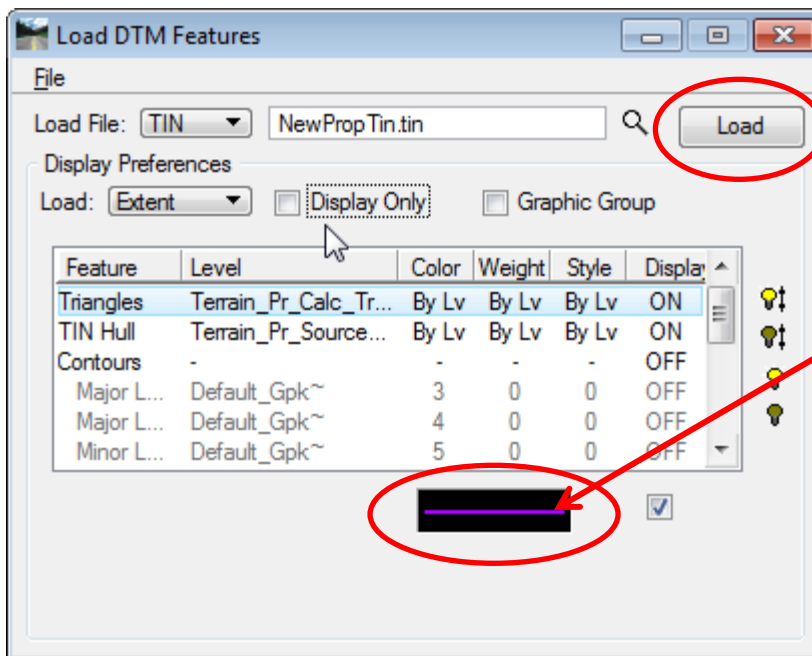 Load DTM Features
File
Load File: TIN NewPropTin.tin Load
Display Preferences
Load: Extent Display Only Graphic Group
Feature Level Color Weight Style Display
Triangles Terrain_Pr_Calc_Tr... By Lv By Lv By Lv ON
TIN Hull Terrain_Pr_Source... By Lv By Lv By Lv ON
Contours - - - - OFF
Major L... Default_Gpk~ 3 0 0 OFF
Major L... Default_Gpk~ 4 0 0 OFF
Minor L... Default_Gpk~ 5 0 0 OFF